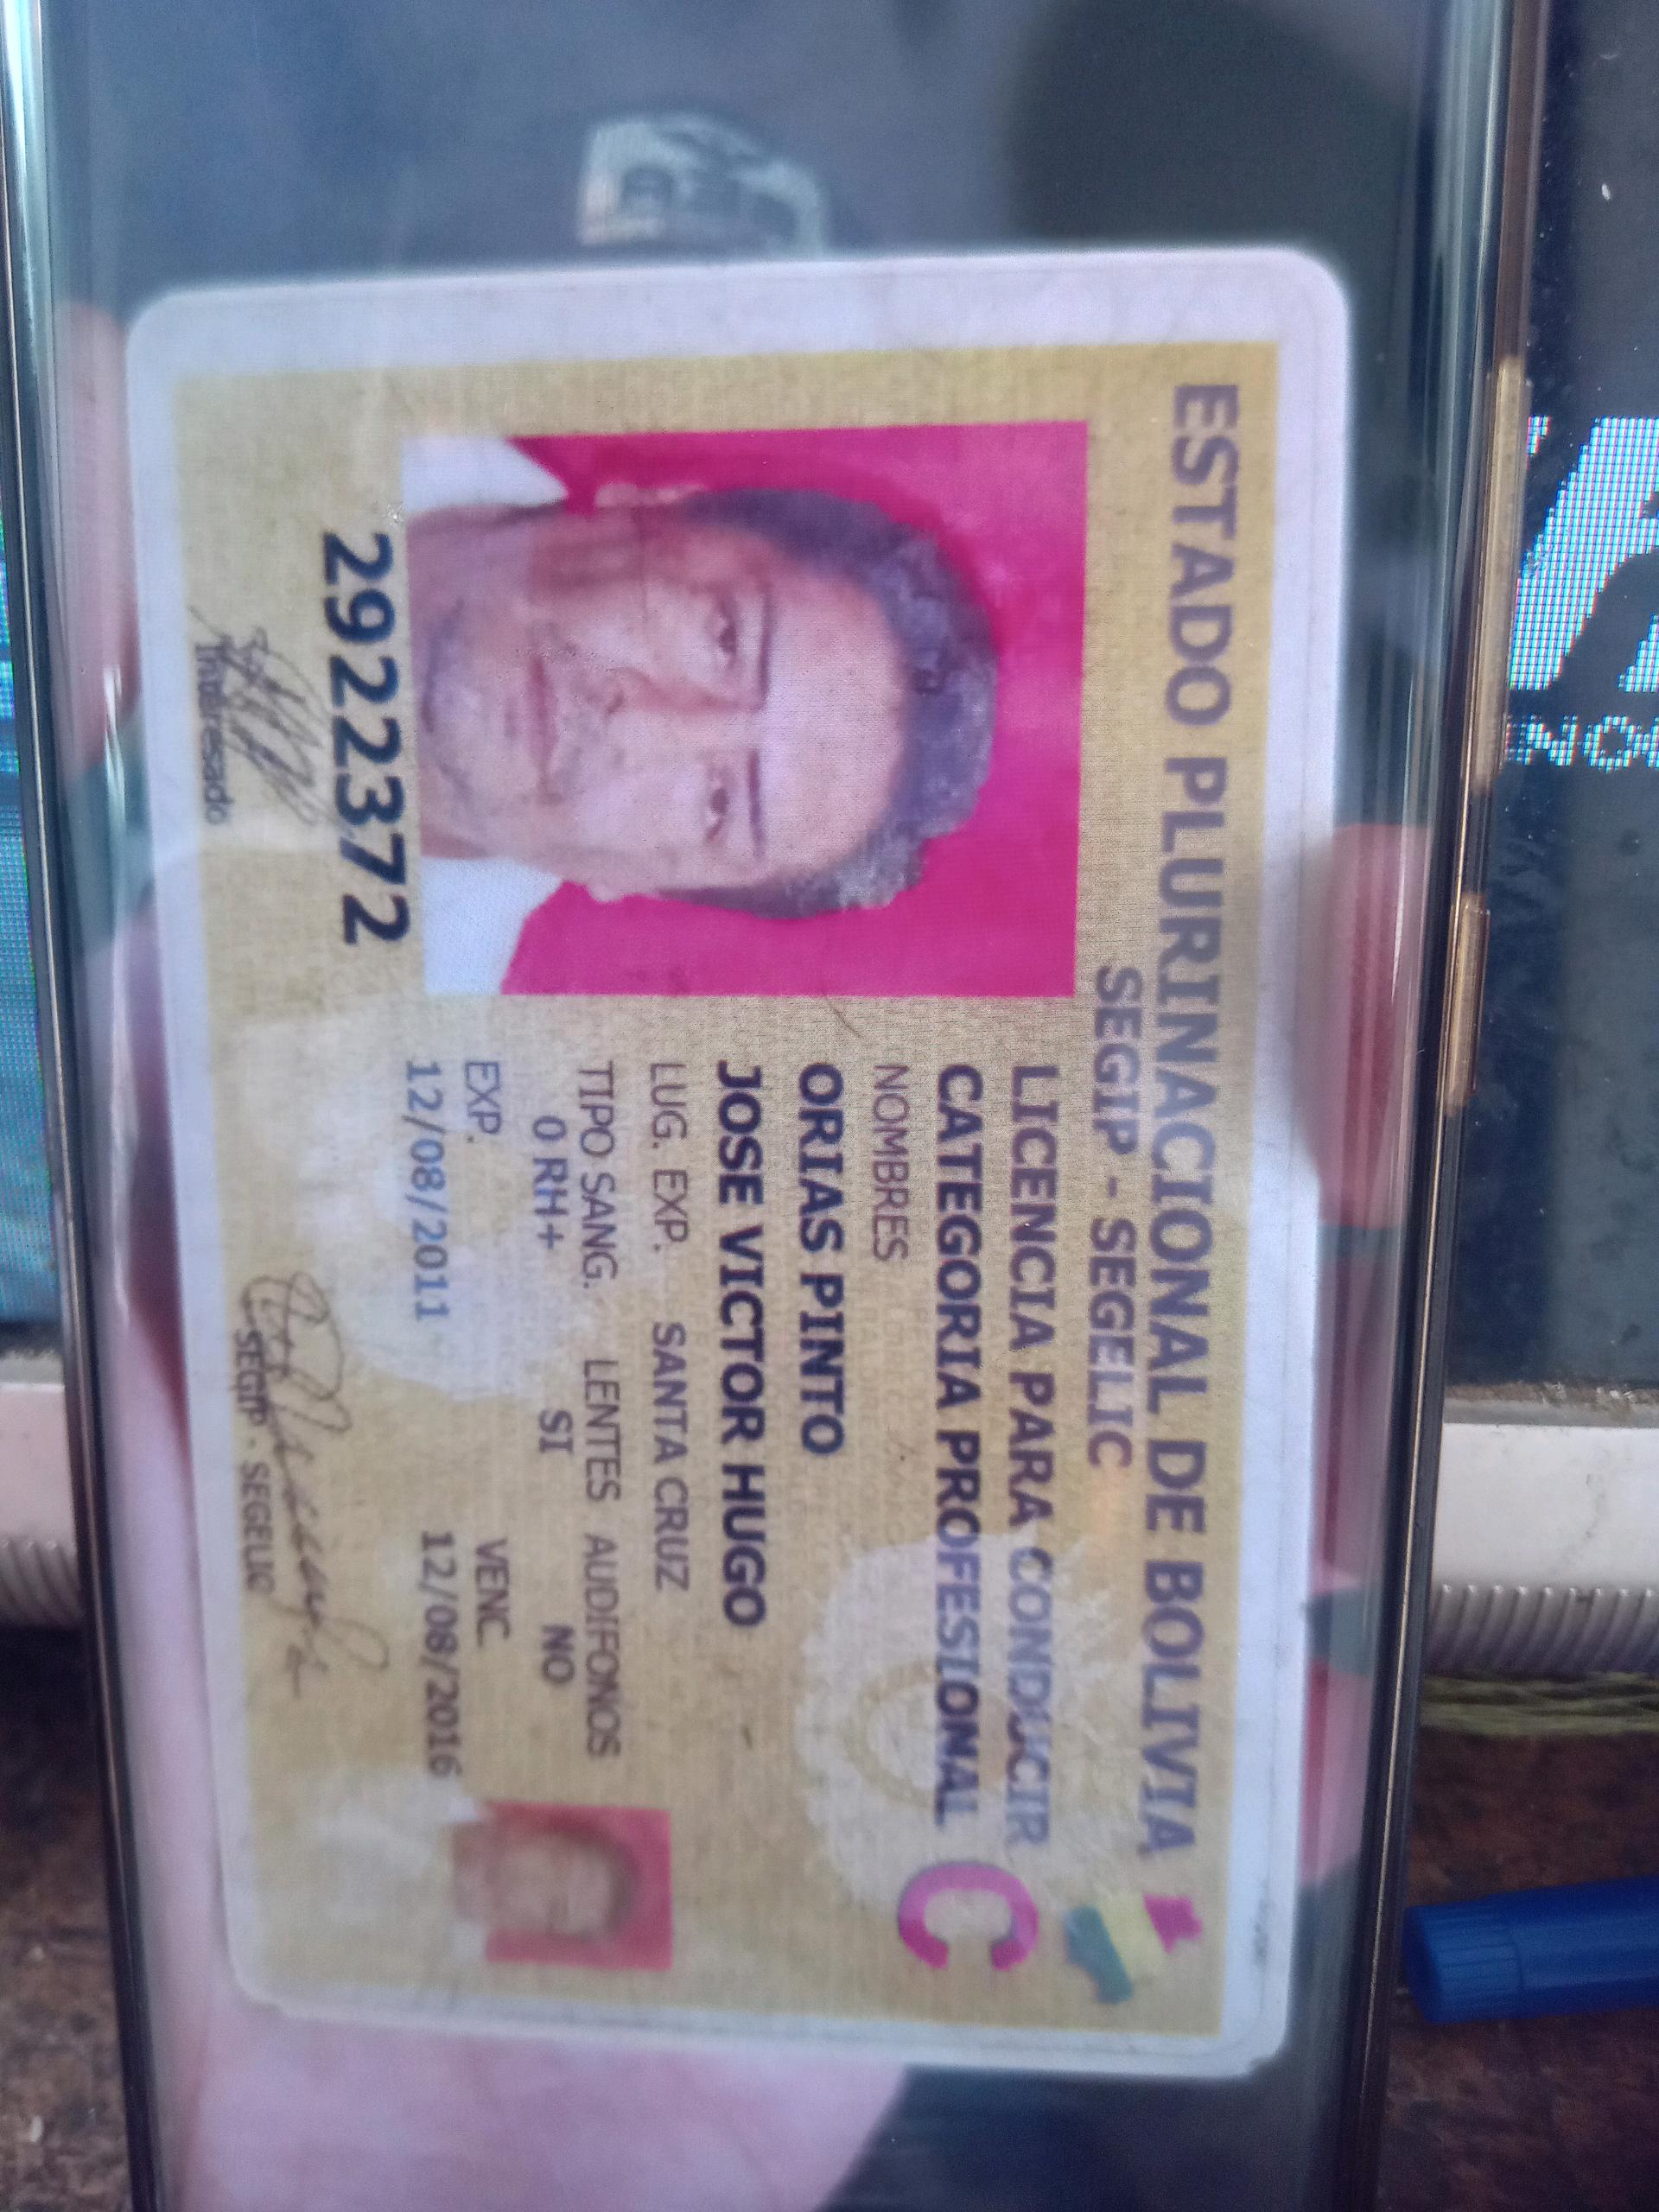 ESTADO PLURINACIONAL DE BOLIVIA
SEGIP - SEGELIC
LICENCIA PARA CONDUCIR
CATEGORIA PROFESIONAL C
NOMBRES
ORIAS PINTO
JOSE VICTOR HUGO
LUG. EXP. SANTA CRUZ
TIPO SANG. LENTES AUDIFONOS
O RH+ SI NO
EXP. VENC
12/08/2011 12/08/2016
2922372
Interesado
SEGIP - SEGELIC